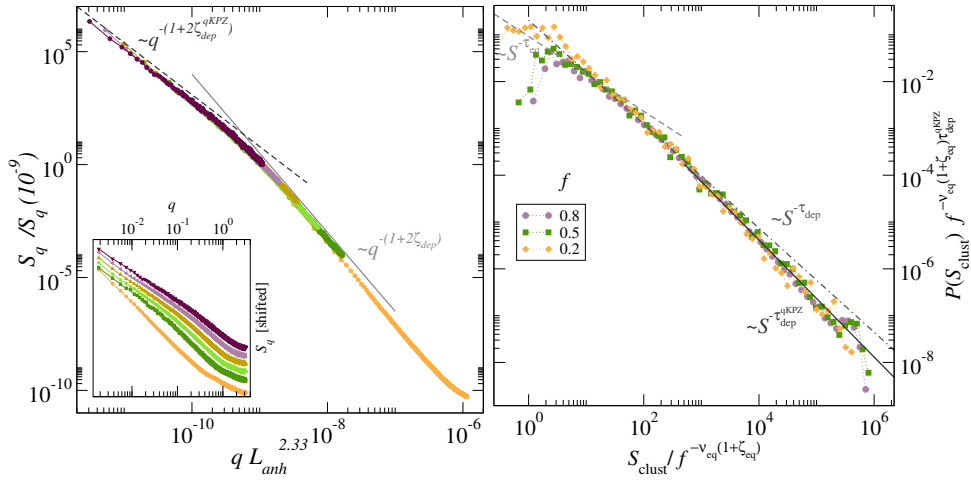 10^5
10^0
10^-5
10^-10
S_q /S_q (10^-9)
~q^-(1+2ζ_dep^qKPZ)
~q^-(1+2ζ_dep)
q
10^-2
10^-1
10^0
S_q [shifted]
10^-10
10^-8
10^-6
q L_anh^2.33
~S^-τ_eq
f
0.8
0.5
0.2
~S^-τ_dep
~S^-τ_dep^qKPZ
10^-2
10^-4
10^-6
10^-8
P(S_clust) f^-ν_eq(1+ζ_eq)τ_dep^qKPZ
10^0
10^2
10^4
10^6
S_clust/f^-ν_eq(1+ζ_eq)